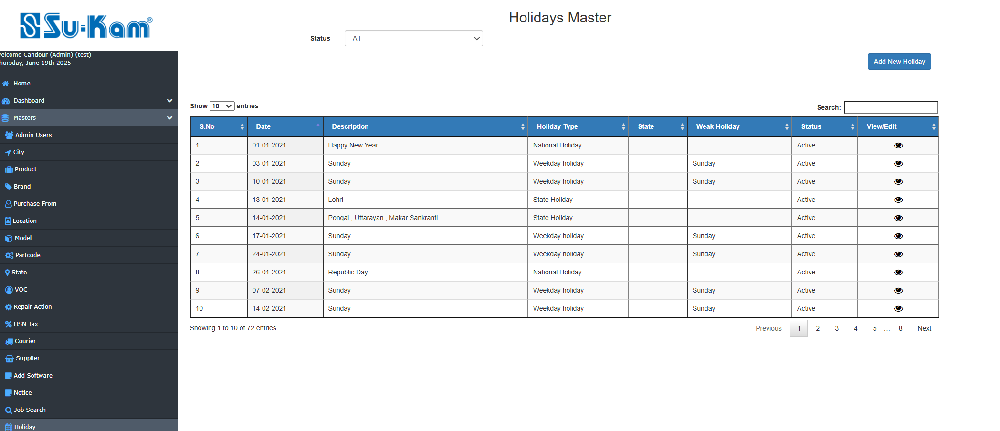 Su-Kam®
elcome Candour (Admin) (test)
hursday, June 19th 2025
Home
Dashboard
Masters
Admin Users
City
Product
Brand
Purchase From
Location
Model
Partcode
State
VOC
Repair Action
HSN Tax
Courier
Supplier
Add Software
Notice
Job Search
Holiday
Holidays Master
Status All
Add New Holiday
Show 10 entries Search:
S.No Date Description Holiday Type State Weak Holiday Status View/Edit
1 01-01-2021 Happy New Year National Holiday Active
2 03-01-2021 Sunday Weekday holiday Sunday Active
3 10-01-2021 Sunday Weekday holiday Sunday Active
4 13-01-2021 Lohri State Holiday Active
5 14-01-2021 Pongal , Uttarayan , Makar Sankranti State Holiday Active
6 17-01-2021 Sunday Weekday holiday Sunday Active
7 24-01-2021 Sunday Weekday holiday Sunday Active
8 26-01-2021 Republic Day National Holiday Active
9 07-02-2021 Sunday Weekday holiday Sunday Active
10 14-02-2021 Sunday Weekday holiday Sunday Active
Showing 1 to 10 of 72 entries Previous 1 2 3 4 5 … 8 Next